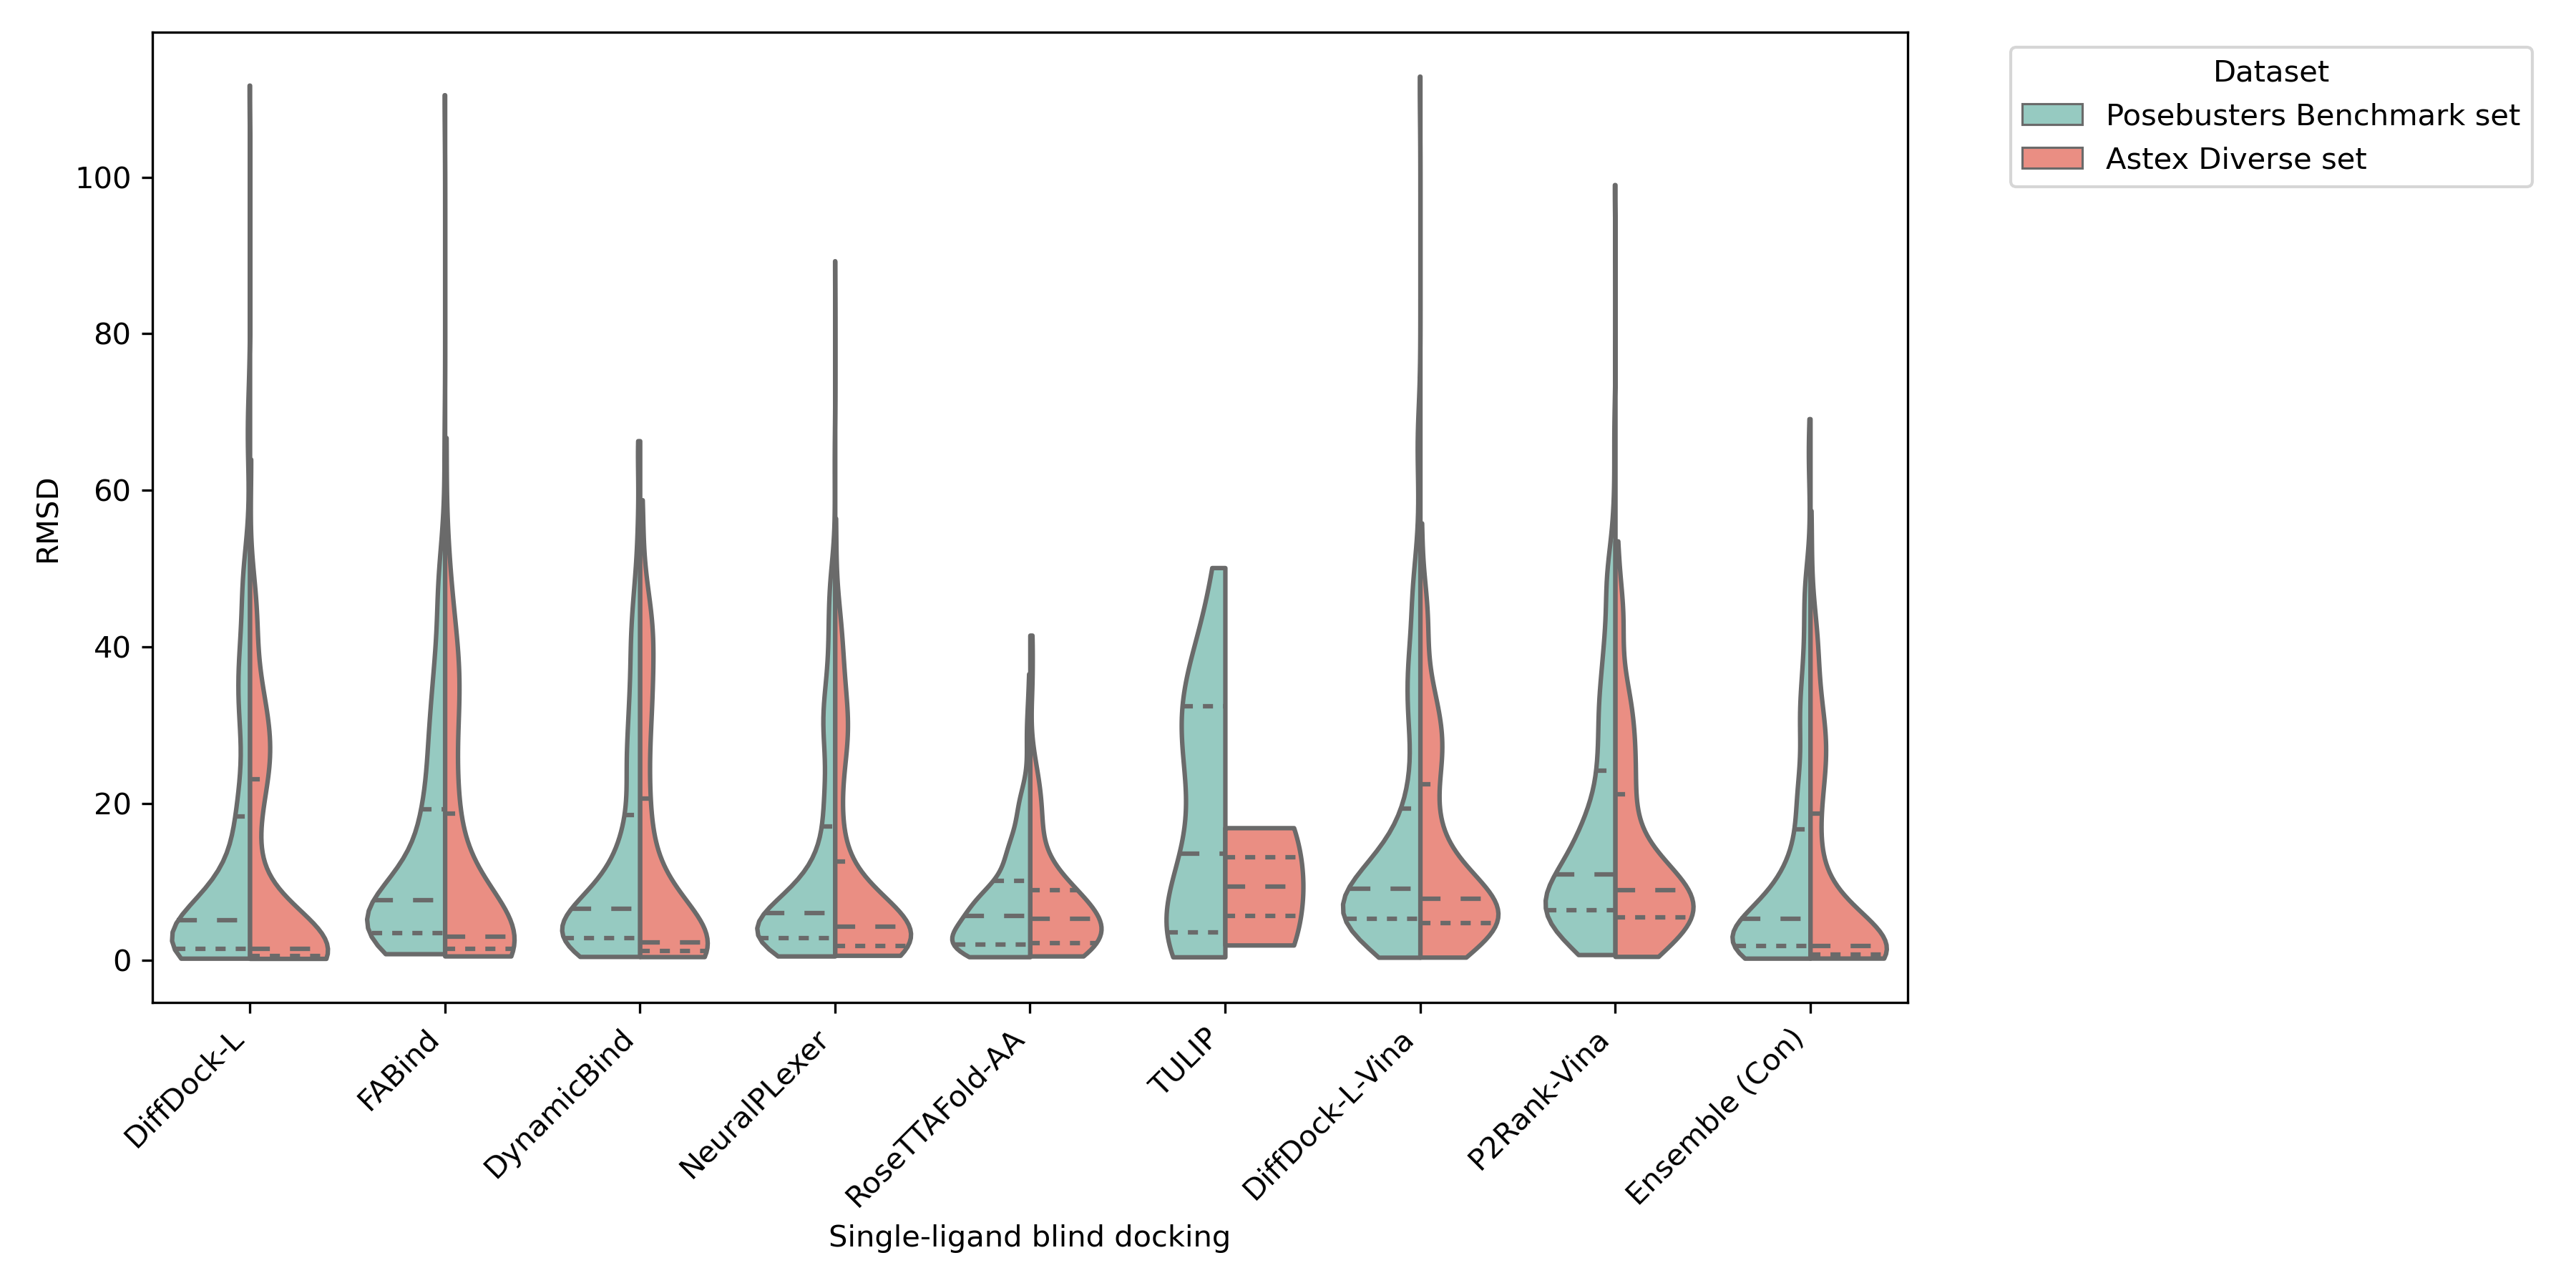 RMSD
100
80
60
40
20
0
DiffDock-L
FABind
DynamicBind
NeuralPLexer
RoseTTAFold-AA
TULIP
DiffDock-L-Vina
P2Rank-Vina
Ensemble (Con)
Single-ligand blind docking
Dataset
Posebusters Benchmark set
Astex Diverse set